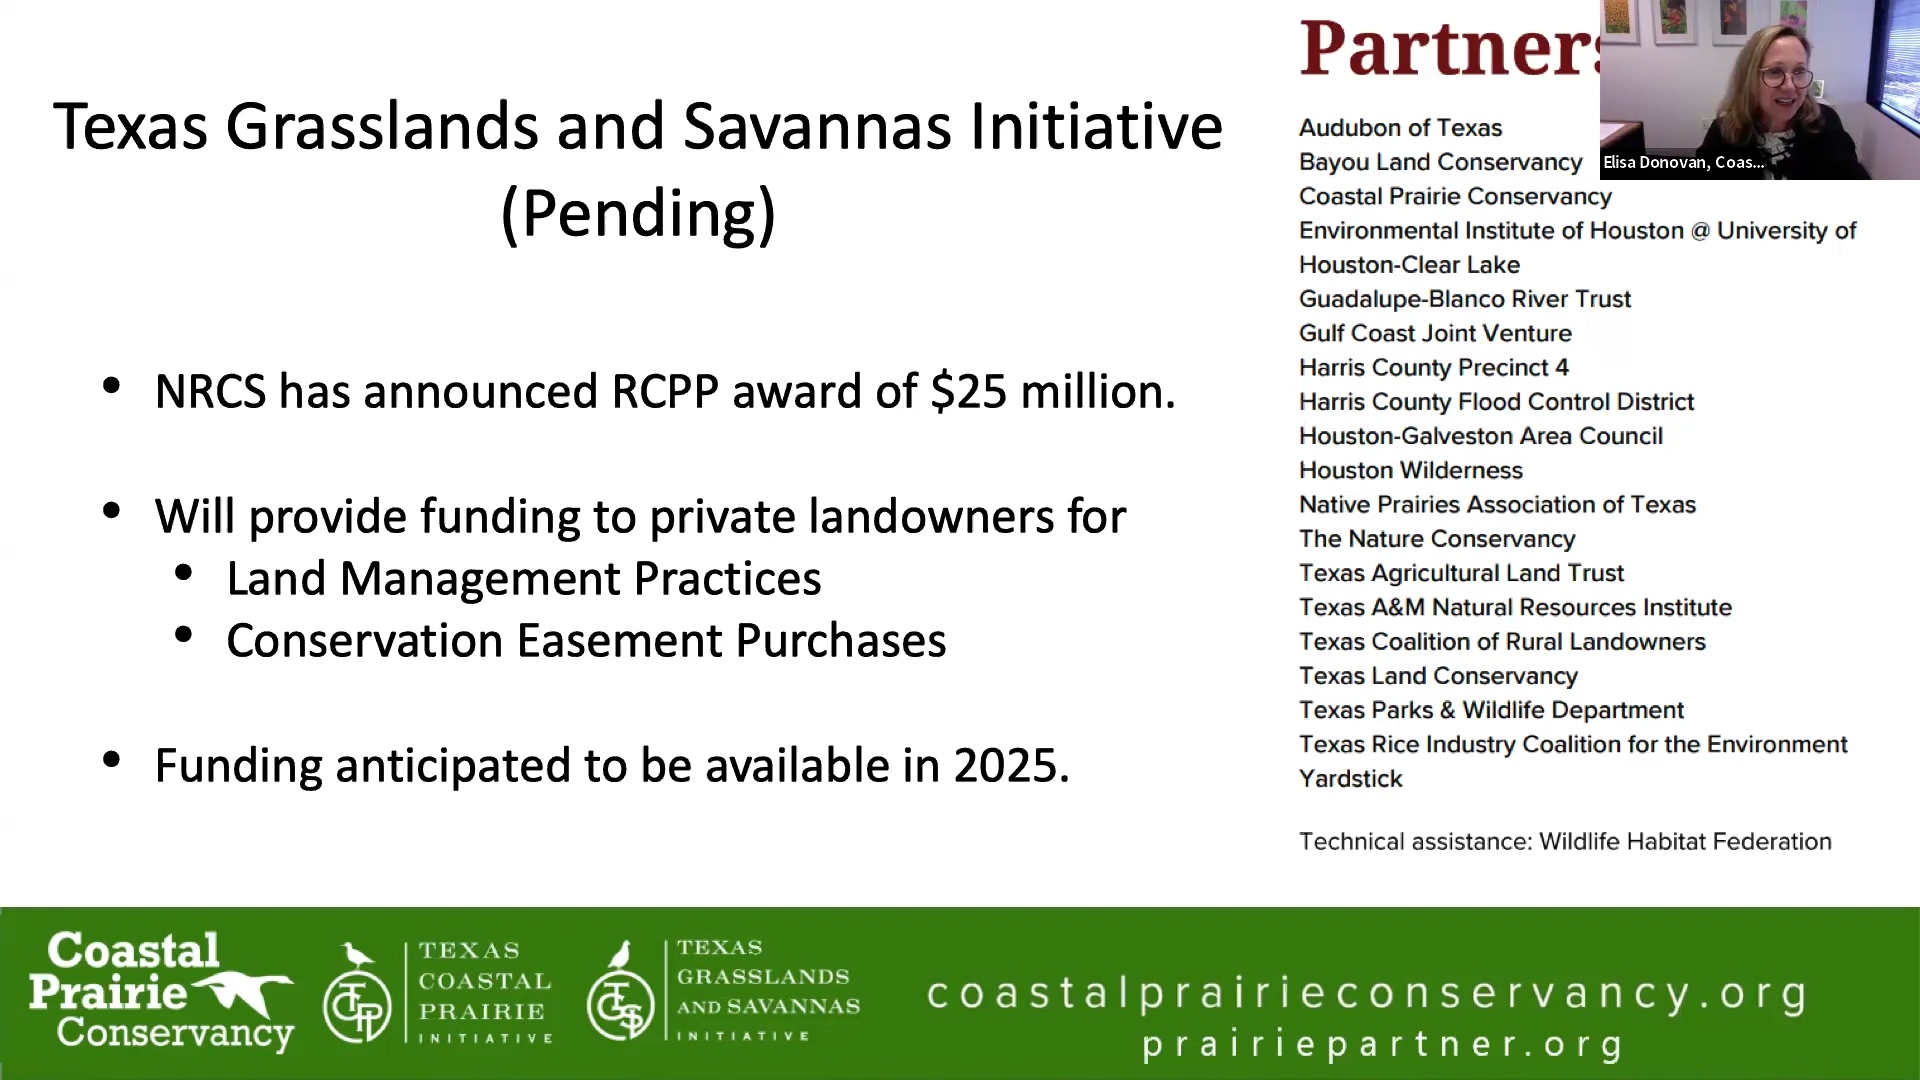 Texas Grasslands and Savannas Initiative
(Pending)
• NRCS has announced RCPP award of $25 million.
• Will provide funding to private landowners for
• Land Management Practices
• Conservation Easement Purchases
• Funding anticipated to be available in 2025.
Partners
Audubon of Texas
Bayou Land Conservancy
Coastal Prairie Conservancy
Environmental Institute of Houston @ University of
Houston-Clear Lake
Guadalupe-Blanco River Trust
Gulf Coast Joint Venture
Harris County Precinct 4
Harris County Flood Control District
Houston-Galveston Area Council
Houston Wilderness
Native Prairies Association of Texas
The Nature Conservancy
Texas Agricultural Land Trust
Texas A&M Natural Resources Institute
Texas Coalition of Rural Landowners
Texas Land Conservancy
Texas Parks & Wildlife Department
Texas Rice Industry Coalition for the Environment
Yardstick
Technical assistance: Wildlife Habitat Federation
Elisa Donovan, Coas...
Coastal
Prairie
Conservancy
TCPI
TEXAS
COASTAL
PRAIRIE
INITIATIVE
TGSI
TEXAS
GRASSLANDS
AND SAVANNAS
INITIATIVE
coastalprairieconservancy.org
prairiepartner.org